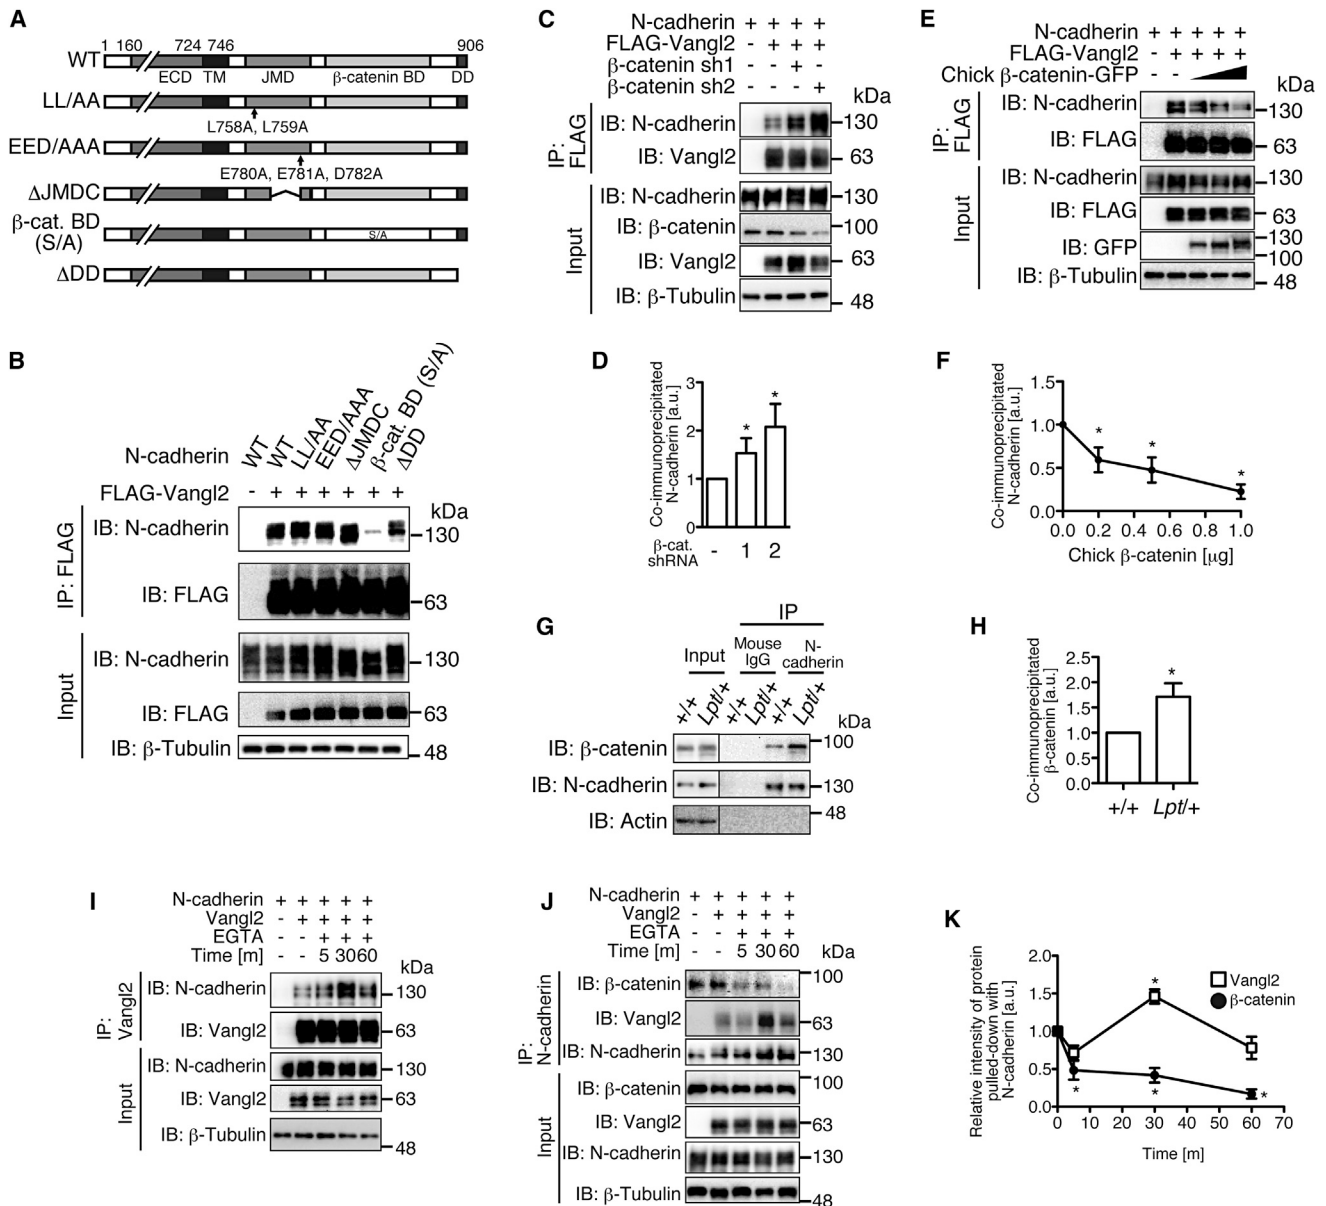 A
1 160 724 746 906
WT
ECD TM JMD β-catenin BD DD
LL/AA
L758A, L759A
EED/AAA
E780A, E781A, D782A
ΔJMDC
β-cat. BD
(S/A)
S/A
ΔDD
B
N-cadherin WT WT LL/AA EED/AAA ΔJMDC β-cat. BD (S/A) ΔDD
FLAG-Vangl2 - + + + + + +
kDa
IP: FLAG
IB: N-cadherin 130
IB: FLAG 63
Input
IB: N-cadherin 130
IB: FLAG 63
IB: β-Tubulin 48
C
N-cadherin + + + +
FLAG-Vangl2 - + + +
β-catenin sh1 +
β-catenin sh2 +
kDa
IP: FLAG
IB: N-cadherin 130
IB: Vangl2 63
Input
IB: N-cadherin 130
IB: β-catenin 100
IB: Vangl2 63
IB: β-Tubulin 48
D
Co-immunoprecipitated
N-cadherin [a.u.]
3
2
1
0
* *
β-cat.
shRNA - 1 2
E
N-cadherin + + + + +
FLAG-Vangl2 - + + + +
Chick β-catenin-GFP - -
kDa
IP: FLAG
IB: N-cadherin 130
IB: FLAG 63
Input
IB: N-cadherin 130
IB: FLAG 63
IB: GFP 130
100
IB: β-Tubulin 48
F
Co-immunoprecipitated
N-cadherin [a.u.]
1.5
1.0
0.5
0.0
* * *
0.0 0.2 0.4 0.6 0.8 1.0
Chick β-catenin [µg]
G
IP
Input Mouse IgG N-cadherin
+/+ Lpt/+ +/+ Lpt/+ +/+ Lpt/+
kDa
IB: β-catenin 100
IB: N-cadherin 130
IB: Actin 48
H
Co-immunoprecipitated
β-catenin [a.u.]
2.5
2.0
1.5
1.0
0.5
0.0
*
+/+ Lpt/+
I
N-cadherin + + + + +
Vangl2 - + + + +
EGTA - - + + +
Time [m] - - 5 30 60
kDa
IP: Vangl2
IB: N-cadherin 130
IB: Vangl2 63
Input
IB: N-cadherin 130
IB: Vangl2 63
IB: β-Tubulin 48
J
N-cadherin + + + + +
Vangl2 - + + + +
EGTA - - + + +
Time [m] - - 5 30 60 kDa
IP: N-cadherin
IB: β-catenin 100
IB: Vangl2 63
IB: N-cadherin 130
Input
IB: β-catenin 100
IB: Vangl2 63
IB: N-cadherin 130
IB: β-Tubulin 48
K
Relative intensity of protein
pulled-down with
N-cadherin [a.u.]
2.0
1.5
1.0
0.5
0.0
Vangl2
β-catenin
*
* * *
0 10 20 30 40 50 60 70
Time [m]